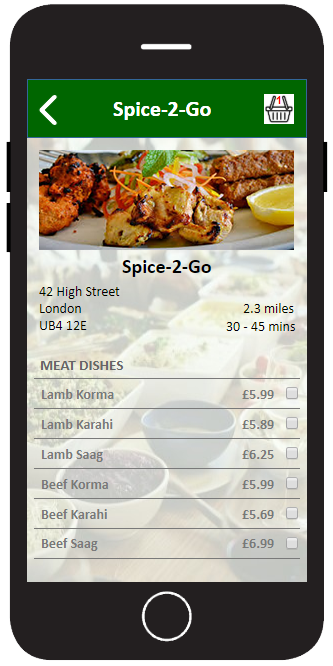 Spice-2-Go
1
Spice-2-Go
42 High Street
London 2.3 miles
UB4 12E 30 - 45 mins
MEAT DISHES
Lamb Korma £5.99
Lamb Karahi £5.89
Lamb Saag £6.25
Beef Korma £5.99
Beef Karahi £5.69
Beef Saag £6.99